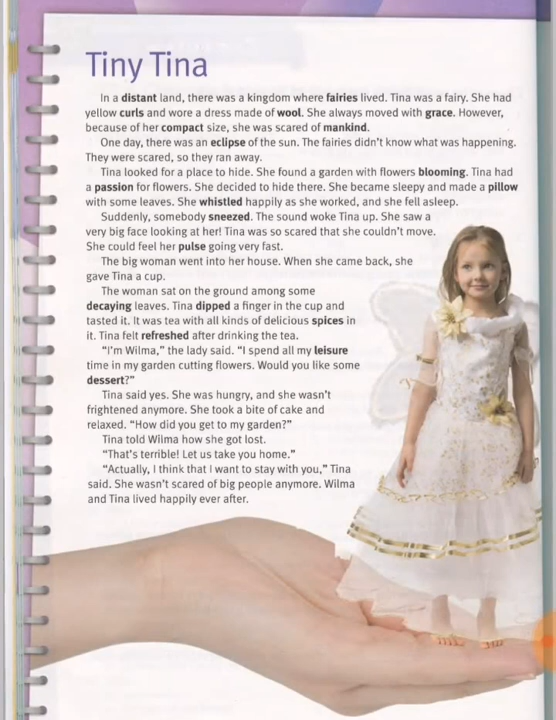 Tiny Tina
In a distant land, there was a kingdom where fairies lived. Tina was a fairy. She had
yellow curls and wore a dress made of wool. She always moved with grace. However,
because of her compact size, she was scared of mankind.
One day, there was an eclipse of the sun. The fairies didn't know what was happening.
They were scared, so they ran away.
Tina looked for a place to hide. She found a garden with flowers blooming. Tina had
a passion for flowers. She decided to hide there. She became sleepy and made a pillow
with some leaves. She whistled happily as she worked, and she fell asleep.
Suddenly, somebody sneezed. The sound woke Tina up. She saw a
very big face looking at her! Tina was so scared that she couldn't move.
She could feel her pulse going very fast.
The big woman went into her house. When she came back, she
gave Tina a cup.
The woman sat on the ground among some
decaying leaves. Tina dipped a finger in the cup and
tasted it. It was tea with all kinds of delicious spices in
it. Tina felt refreshed after drinking the tea.
"I'm Wilma," the lady said. "I spend all my leisure
time in my garden cutting flowers. Would you like some
dessert?"
Tina said yes. She was hungry, and she wasn't
frightened anymore. She took a bite of cake and
relaxed. "How did you get to my garden?"
Tina told Wilma how she got lost.
"That's terrible! Let us take you home."
"Actually, I think that I want to stay with you," Tina
said. She wasn't scared of big people anymore. Wilma
and Tina lived happily ever after.